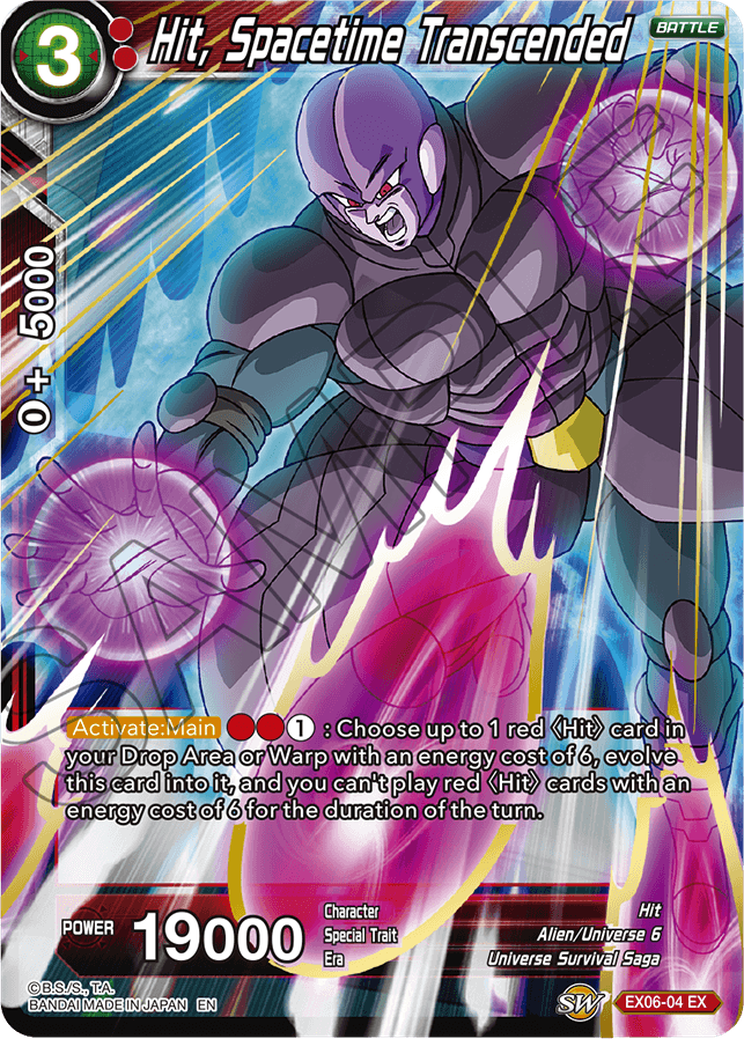 3
Hit, Spacetime Transcended
BATTLE
0 + 5000
SAMPLE
Activate:Main 1 : Choose up to 1 red 《Hit》 card in
your Drop Area or Warp with an energy cost of 6, evolve
this card into it, and you can't play red 《Hit》 cards with an
energy cost of 6 for the duration of the turn.
POWER 19000
Character Hit
Special Trait Alien/Universe 6
Era Universe Survival Saga
© B.S./S., T.A.
BANDAI MADE IN JAPAN EN
SW EX06-04 EX